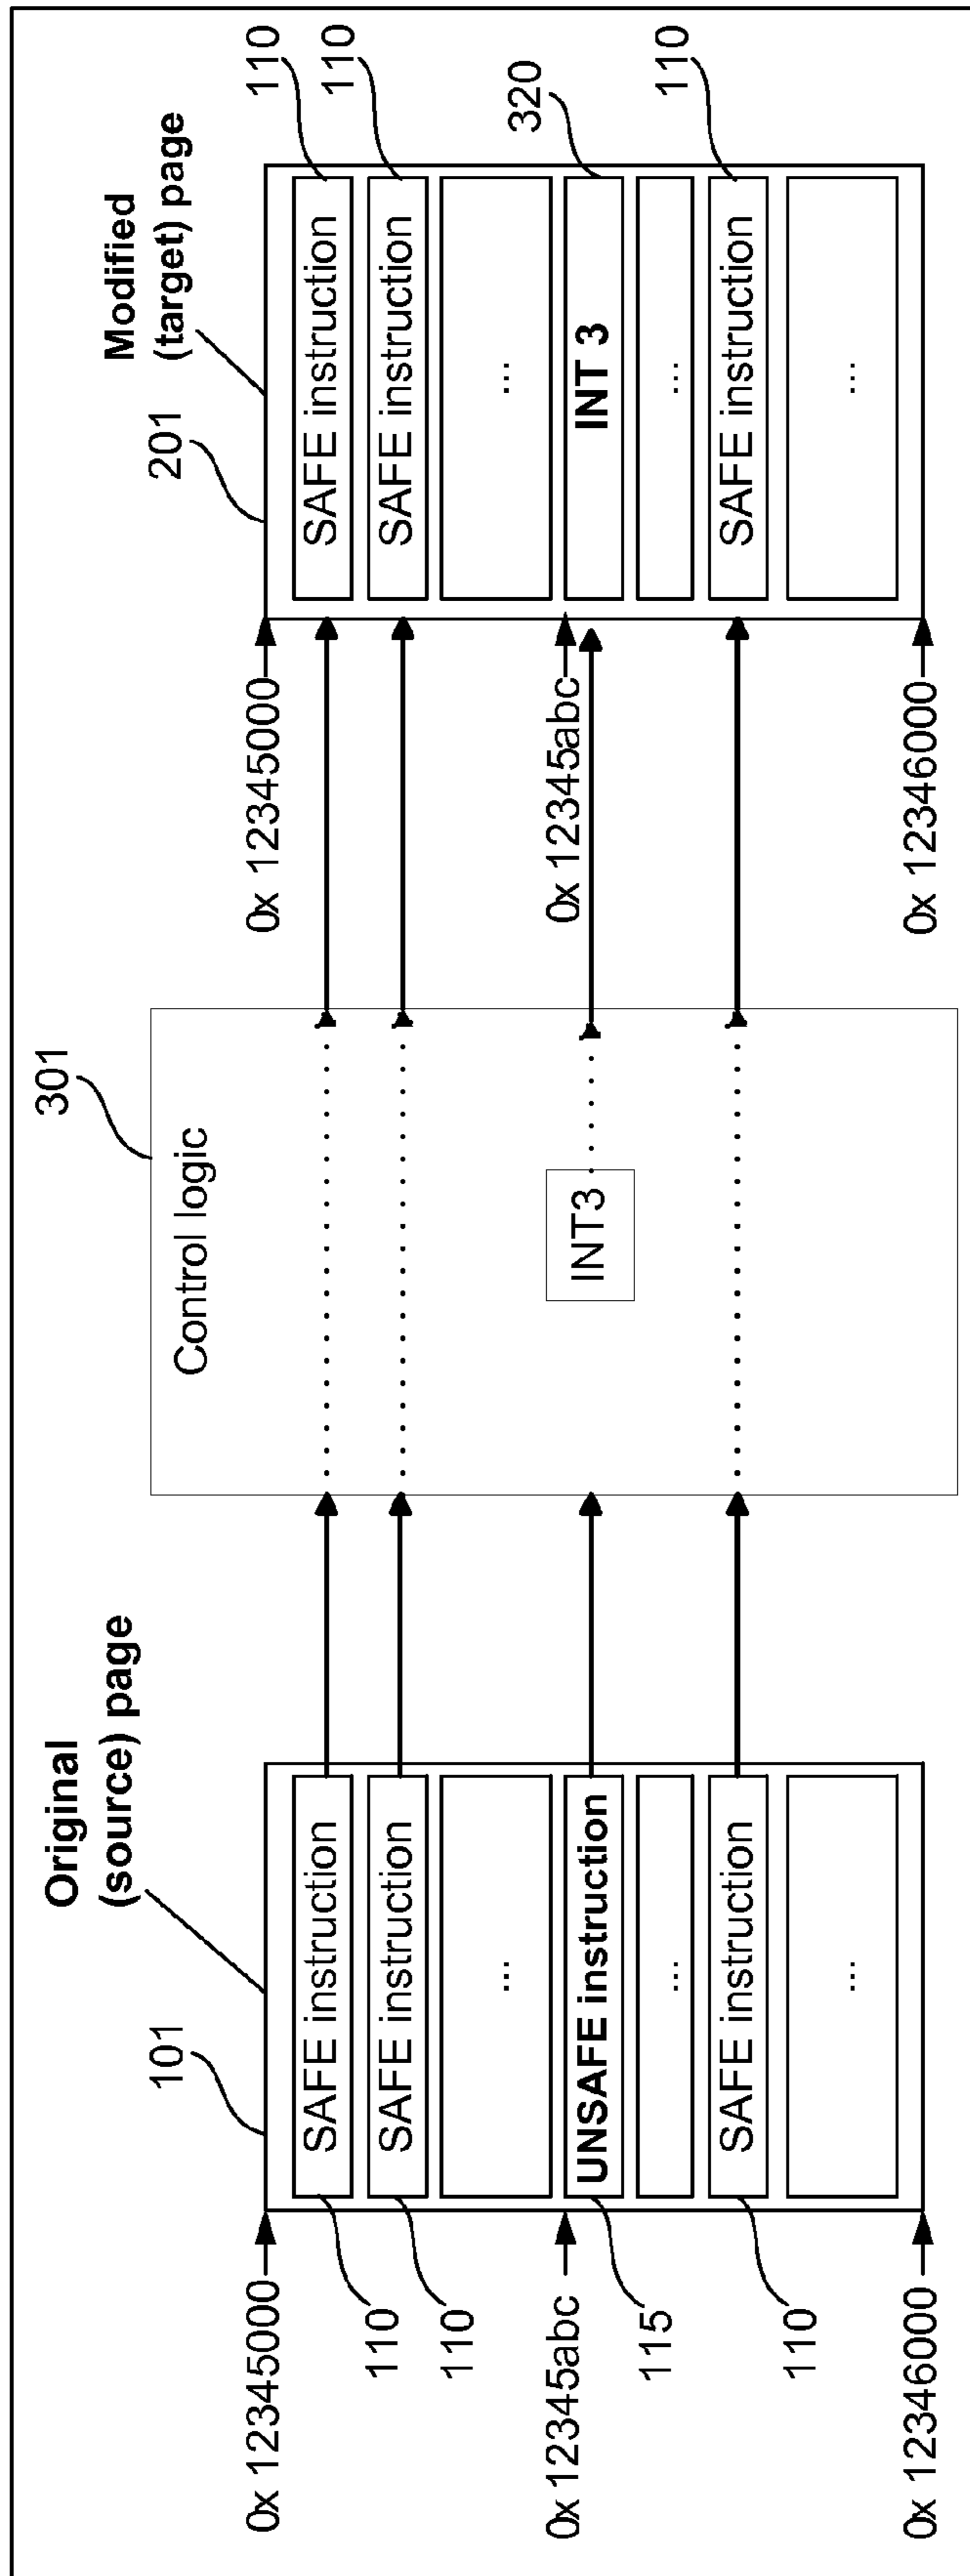 Original
(source) page
101
0x 12345000
SAFE instruction
110
SAFE instruction
110
...
0x 12345abc
UNSAFE instruction
115
...
SAFE instruction
110
...
0x 12346000
301
Control logic
INT3
Modified
(target) page
201
0x 12345000
SAFE instruction
110
SAFE instruction
110
...
0x 12345abc
INT 3
320
...
SAFE instruction
110
...
0x 12346000